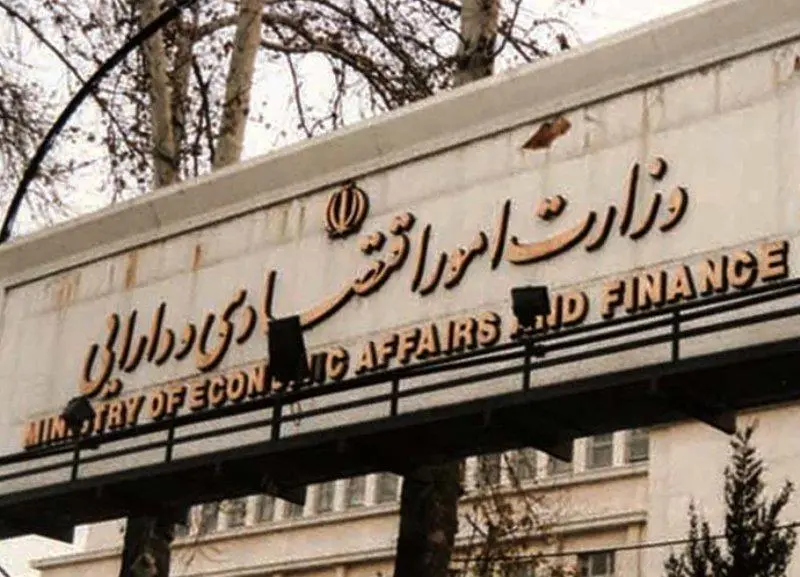 وزارت امور اقتصادی و دارایی
MINISTRY OF ECONOMIC AFFAIRS AND FINANCE